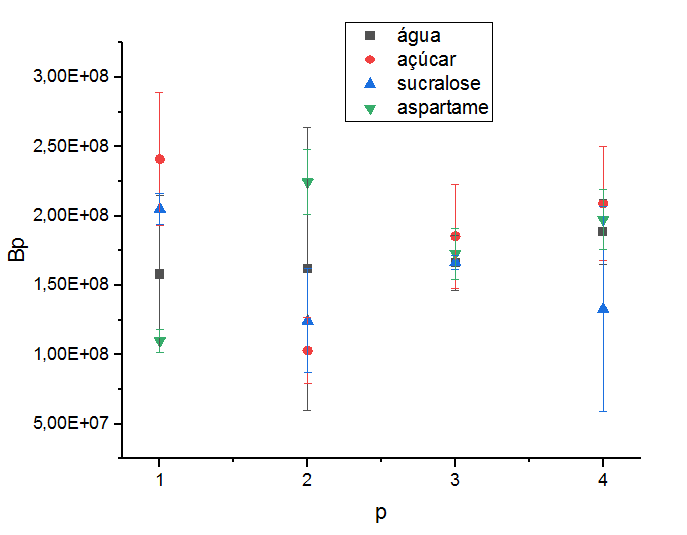 água
açúcar
sucralose
aspartame
3,00E+08
2,50E+08
2,00E+08
1,50E+08
1,00E+08
5,00E+07
Bp
1 2 3 4
p